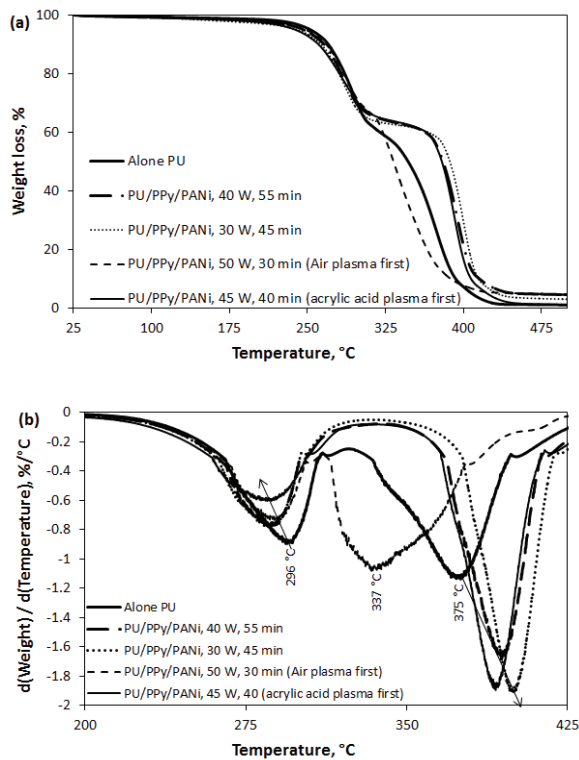 (a)
100
80
60
40
20
0
Weight loss, %
Alone PU
PU/PPy/PANi, 40 W, 55 min
PU/PPy/PANi, 30 W, 45 min
PU/PPy/PANi, 50 W, 30 min (Air plasma first)
PU/PPy/PANi, 45 W, 40 min (acrylic acid plasma first)
25 100 175 250 325 400 475
Temperature, °C
(b)
0
-0.2
-0.4
-0.6
-0.8
-1
-1.2
-1.4
-1.6
-1.8
-2
d(Weight) / d(Temperature), %/°C
296 °C
337 °C
375 °C
Alone PU
PU/PPy/PANi, 40 W, 55 min
PU/PPy/PANi, 30 W, 45 min
PU/PPy/PANi, 50 W, 30 min (Air plasma first)
PU/PPy/PANi, 45 W, 40 (acrylic acid plasma first)
200 275 350 425
Temperature, °C